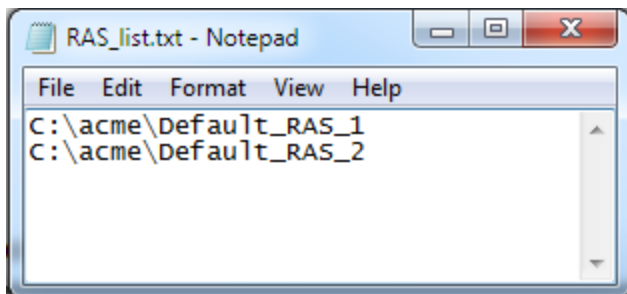 RAS_list.txt - Notepad
File Edit Format View Help
C:\acme\Default_RAS_1
C:\acme\Default_RAS_2